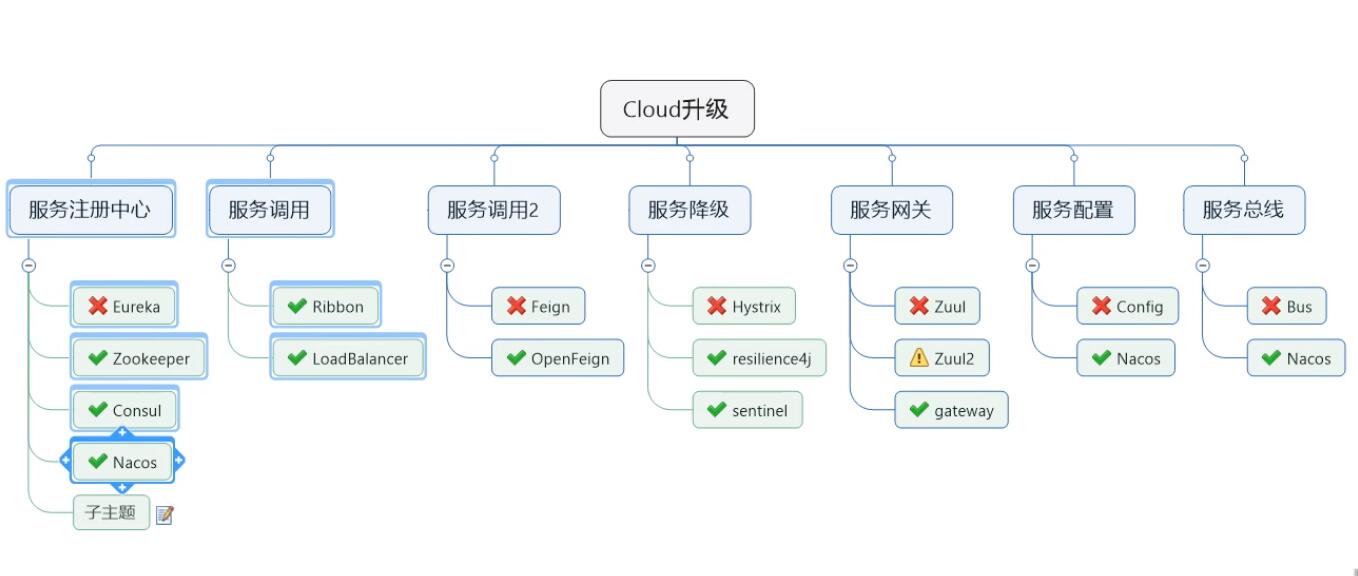 Cloud升级
服务注册中心
服务调用
服务调用2
服务降级
服务网关
服务配置
服务总线
Eureka
Zookeeper
Consul
Nacos
子主题
Ribbon
LoadBalancer
Feign
OpenFeign
Hystrix
resilience4j
sentinel
Zuul
Zuul2
gateway
Config
Nacos
Bus
Nacos